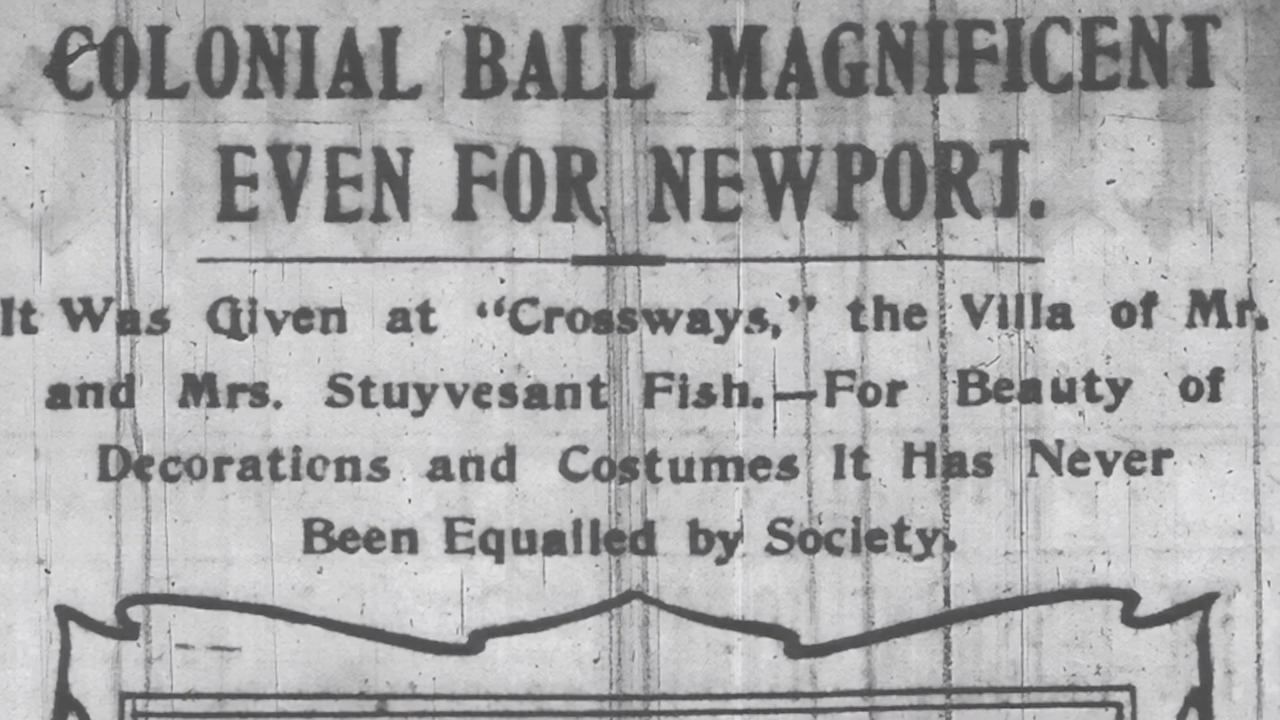 COLONIAL BALL MAGNIFICENT
EVEN FOR NEWPORT.
It Was Given at “Crossways,” the Villa of Mr.
and Mrs. Stuyvesant Fish.—For Beauty of
Decorations and Costumes It Has Never
Been Equalled by Society.